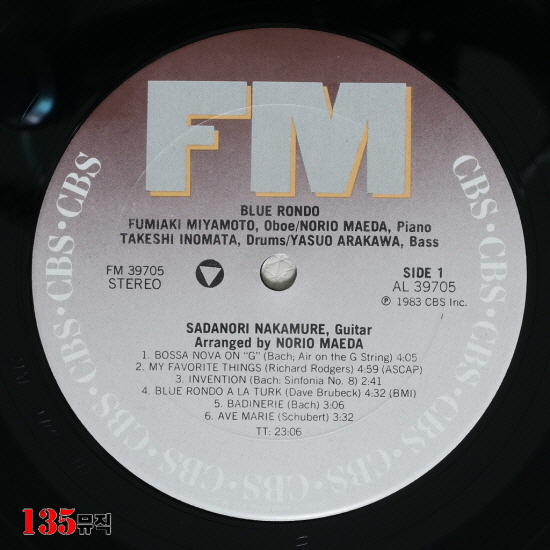 FM
BLUE RONDO
FUMIAKI MIYAMOTO, Oboe/NORIO MAEDA, Piano
TAKESHI INOMATA, Drums/YASUO ARAKAWA, Bass
FM 39705
STEREO
SIDE 1
AL 39705
℗ 1983 CBS Inc.
SADANORI NAKAMURE, Guitar
Arranged by NORIO MAEDA
1. BOSSA NOVA ON "G" (Bach; Air on the G String) 4:05
2. MY FAVORITE THINGS (Richard Rodgers) 4:59 (ASCAP)
3. INVENTION (Bach: Sinfonia No. 8) 2:41
4. BLUE RONDO A LA TURK (Dave Brubeck) 4:32 (BMI)
5. BADINERIE (Bach) 3:06
6. AVE MARIE (Schubert) 3:32
TT: 23:06
CBS · CBS · CBS · CBS · CBS · CBS · CBS · CBS · CBS · CBS
135뮤직